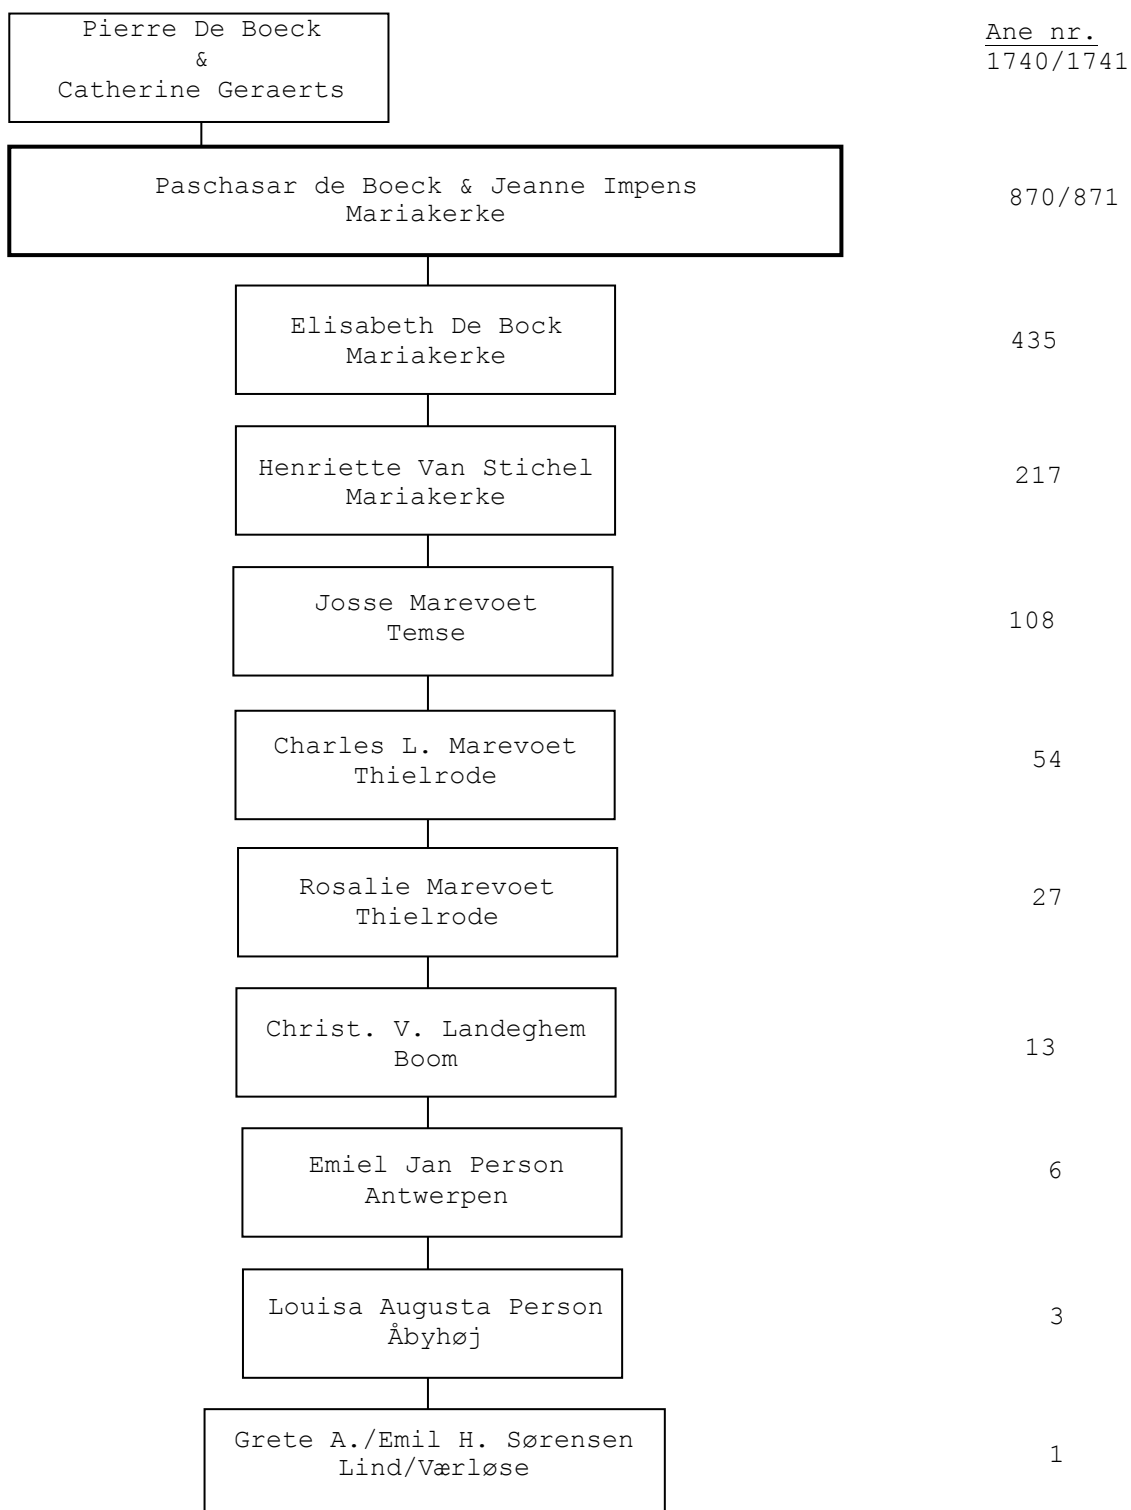 Pierre De Boeck
&
Catherine Geraerts
Ane nr.
1740/1741
Paschasar de Boeck & Jeanne Impens
Mariakerke
870/871
Elisabeth De Bock
Mariakerke
435
Henriette Van Stichel
Mariakerke
217
Josse Marevoet
Temse
108
Charles L. Marevoet
Thielrode
54
Rosalie Marevoet
Thielrode
27
Christ. V. Landeghem
Boom
13
Emiel Jan Person
Antwerpen
6
Louisa Augusta Person
Åbyhøj
3
Grete A./Emil H. Sørensen
Lind/Værløse
1